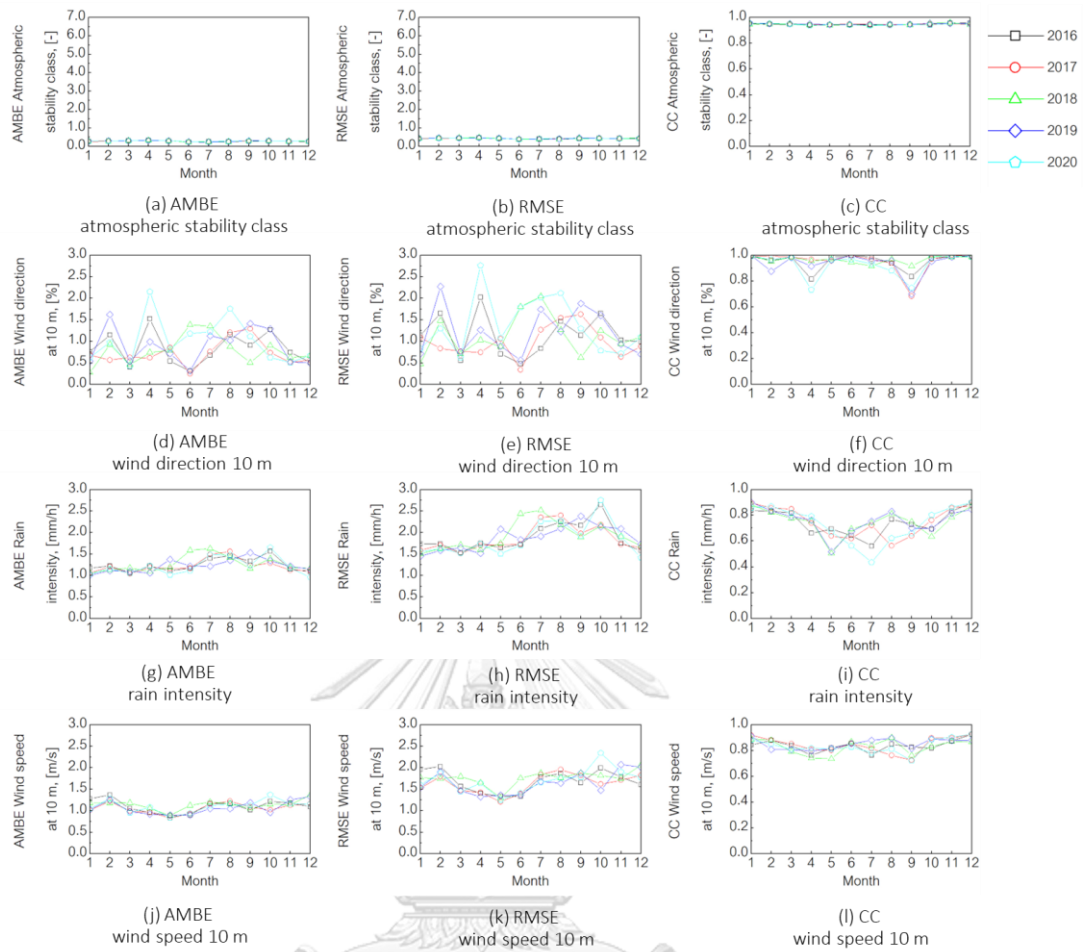 AMBE Atmospheric
stability class, [-]
7.0
6.0
5.0
4.0
3.0
2.0
1.0
0.0
1 2 3 4 5 6 7 8 9 10 11 12
Month
RMSE Atmospheric
stability class, [-]
7.0
6.0
5.0
4.0
3.0
2.0
1.0
0.0
1 2 3 4 5 6 7 8 9 10 11 12
Month
CC Atmospheric
stability class, [-]
1.0
0.8
0.6
0.4
0.2
0.0
1 2 3 4 5 6 7 8 9 10 11 12
Month
2016
2017
2018
2019
2020
(a) AMBE
atmospheric stability class
(b) RMSE
atmospheric stability class
(c) CC
atmospheric stability class
AMBE Wind direction
at 10 m, [%]
3.0
2.5
2.0
1.5
1.0
0.5
0.0
1 2 3 4 5 6 7 8 9 10 11 12
Month
RMSE Wind direction
at 10 m, [%]
3.0
2.5
2.0
1.5
1.0
0.5
0.0
1 2 3 4 5 6 7 8 9 10 11 12
Month
CC Wind direction
at 10 m, [%]
1.0
0.8
0.6
0.4
0.2
0.0
1 2 3 4 5 6 7 8 9 10 11 12
Month
(d) AMBE
wind direction 10 m
(e) RMSE
wind direction 10 m
(f) CC
wind direction 10 m
AMBE Rain
intensity, [mm/h]
3.0
2.5
2.0
1.5
1.0
0.5
0.0
1 2 3 4 5 6 7 8 9 10 11 12
Month
RMSE Rain
intensity, [mm/h]
3.0
2.5
2.0
1.5
1.0
0.5
0.0
1 2 3 4 5 6 7 8 9 10 11 12
Month
CC Rain
intensity, [mm/h]
1.0
0.8
0.6
0.4
0.2
0.0
1 2 3 4 5 6 7 8 9 10 11 12
Month
(g) AMBE
rain intensity
(h) RMSE
rain intensity
(i) CC
rain intensity
AMBE Wind speed
at 10 m, [m/s]
3.0
2.5
2.0
1.5
1.0
0.5
0.0
1 2 3 4 5 6 7 8 9 10 11 12
Month
RMSE Wind speed
at 10 m, [m/s]
3.0
2.5
2.0
1.5
1.0
0.5
0.0
1 2 3 4 5 6 7 8 9 10 11 12
Month
CC Wind speed
at 10 m, [m/s]
1.0
0.8
0.6
0.4
0.2
0.0
1 2 3 4 5 6 7 8 9 10 11 12
Month
(j) AMBE
wind speed 10 m
(k) RMSE
wind speed 10 m
(l) CC
wind speed 10 m